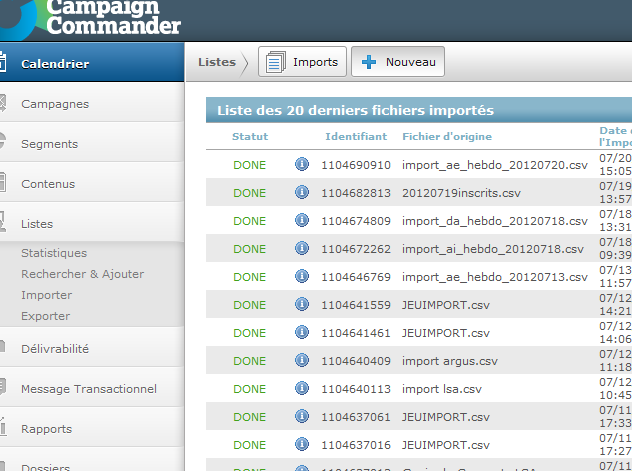 Campaign
Commander
Calendrier
Campagnes
Segments
Contenus
Listes
Statistiques
Rechercher & Ajouter
Importer
Exporter
Délivrabilité
Message Transactionnel
Rapports
Dossiers
Listes Imports Nouveau
Liste des 20 derniers fichiers importés
Statut Identifiant Fichier d'origine Date
l'Impo
DONE 1104690910 import_ae_hebdo_20120720.csv 07/20
15:05
DONE 1104682813 20120719inscrits.csv 07/19
13:57
DONE 1104674809 import_da_hebdo_20120718.csv 07/18
13:31
DONE 1104672262 import_ai_hebdo_20120718.csv 07/18
09:39
DONE 1104646769 import_ae_hebdo_20120713.csv 07/13
11:57
DONE 1104641559 JEUIMPORT.csv 07/12
14:21
DONE 1104641461 JEUIMPORT.csv 07/12
14:06
DONE 1104640409 import argus.csv 07/12
11:18
DONE 1104640113 import lsa.csv 07/12
10:45
DONE 1104637061 JEUIMPORT.csv 07/11
17:33
DONE 1104637016 JEUIMPORT.csv 07/11
17:27
07/11